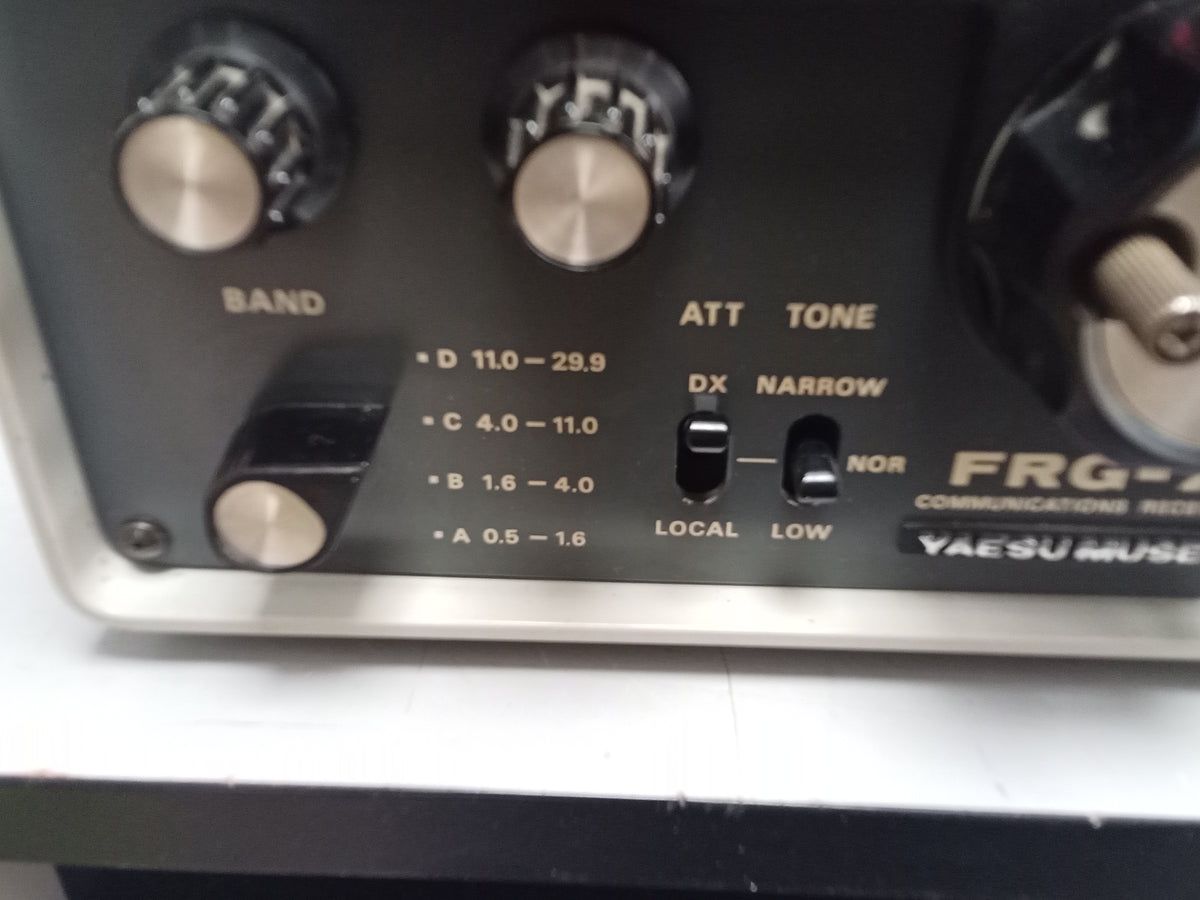 BAND
D 11.0 – 29.9
C 4.0 – 11.0
B 1.6 – 4.0
A 0.5 – 1.6
ATT TONE
DX NARROW
NOR
LOCAL LOW
FRG-
COMMUNICATIONS
YAESU